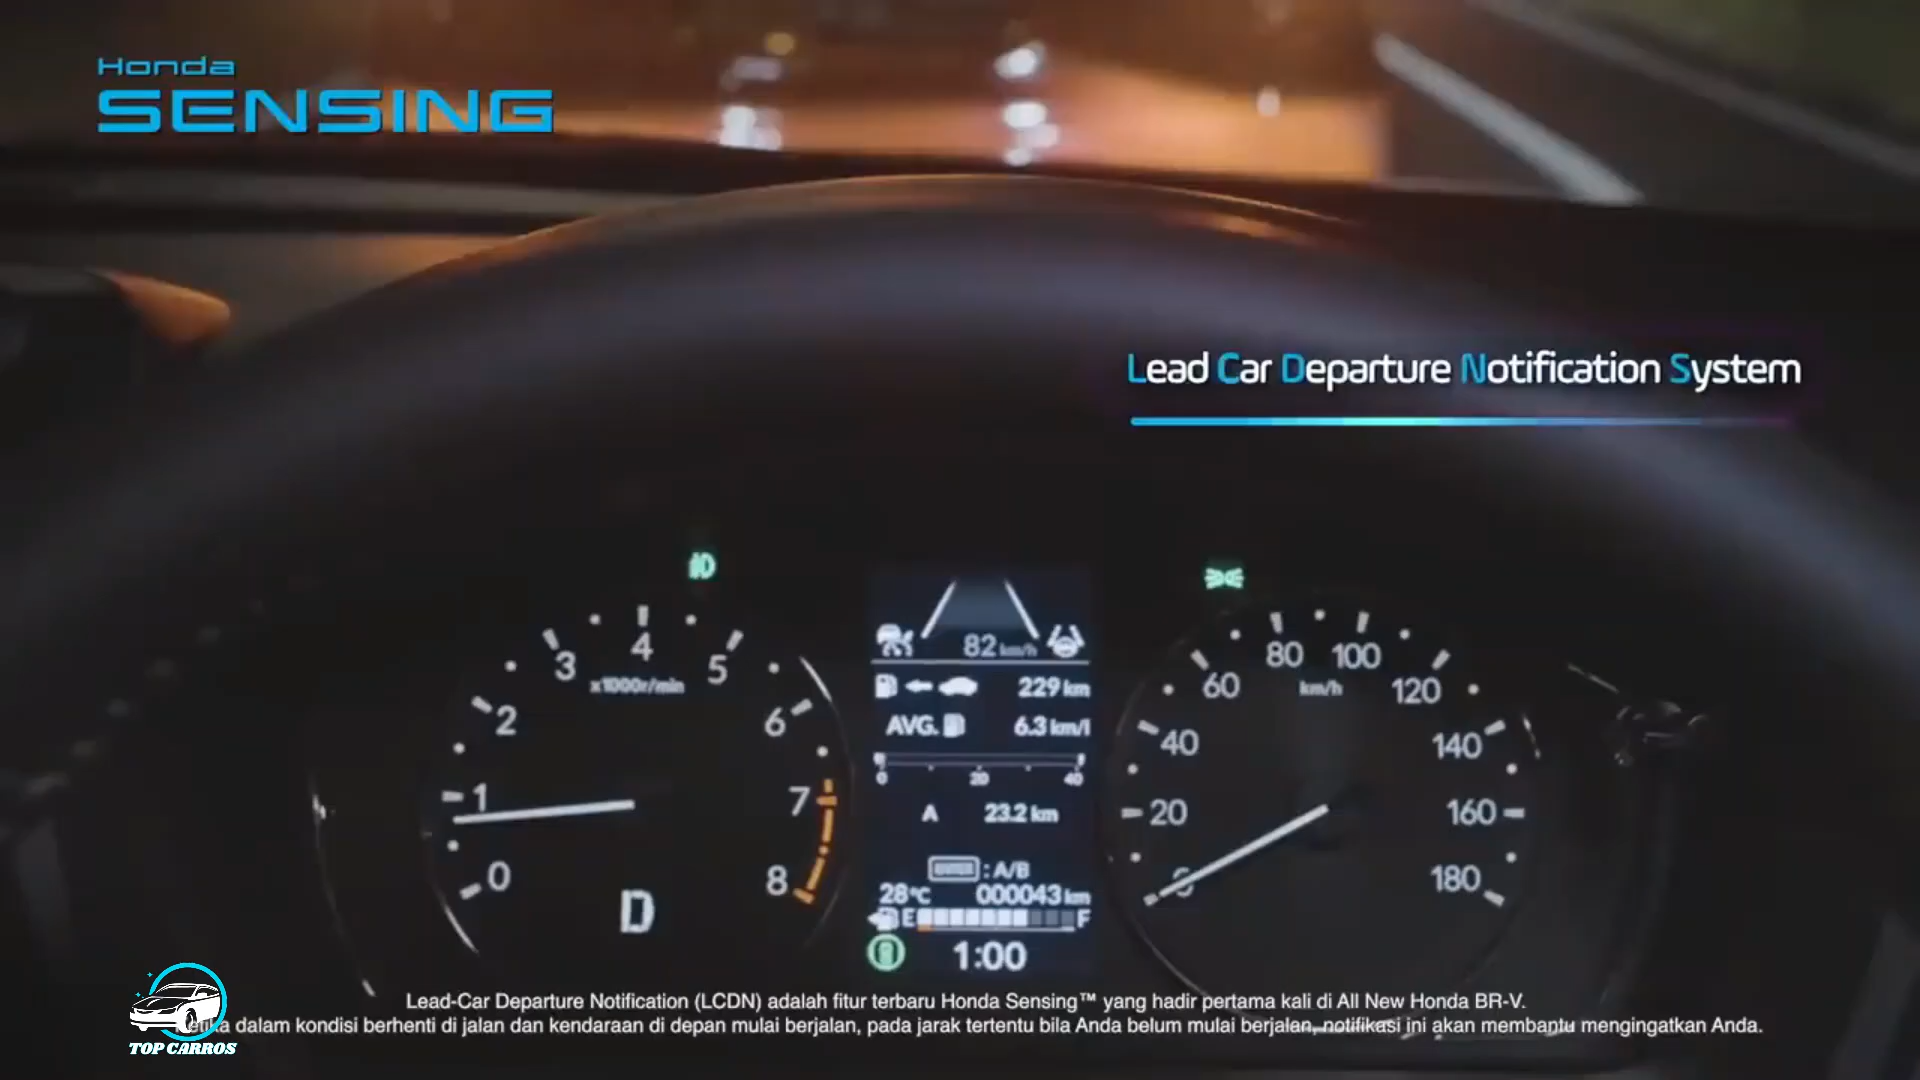 Honda
SENSING
Lead Car Departure Notification System
0
1
2
3
4
5
6
7
8
x1000r/min
D
82 km/h
229 km
AVG. 6.3 km/l
0 20 40
A 23.2 km
ENTER : A/B
28°C 000043 km
E F
1:00
0
20
40
60
80
100
120
140
160
180
km/h
Lead-Car Departure Notification (LCDN) adalah fitur terbaru Honda Sensing™ yang hadir pertama kali di All New Honda BR-V.
Ketika dalam kondisi berhenti di jalan dan kendaraan di depan mulai berjalan, pada jarak tertentu bila Anda belum mulai berjalan, notifikasi ini akan membantu mengingatkan Anda.
TOP CARROS